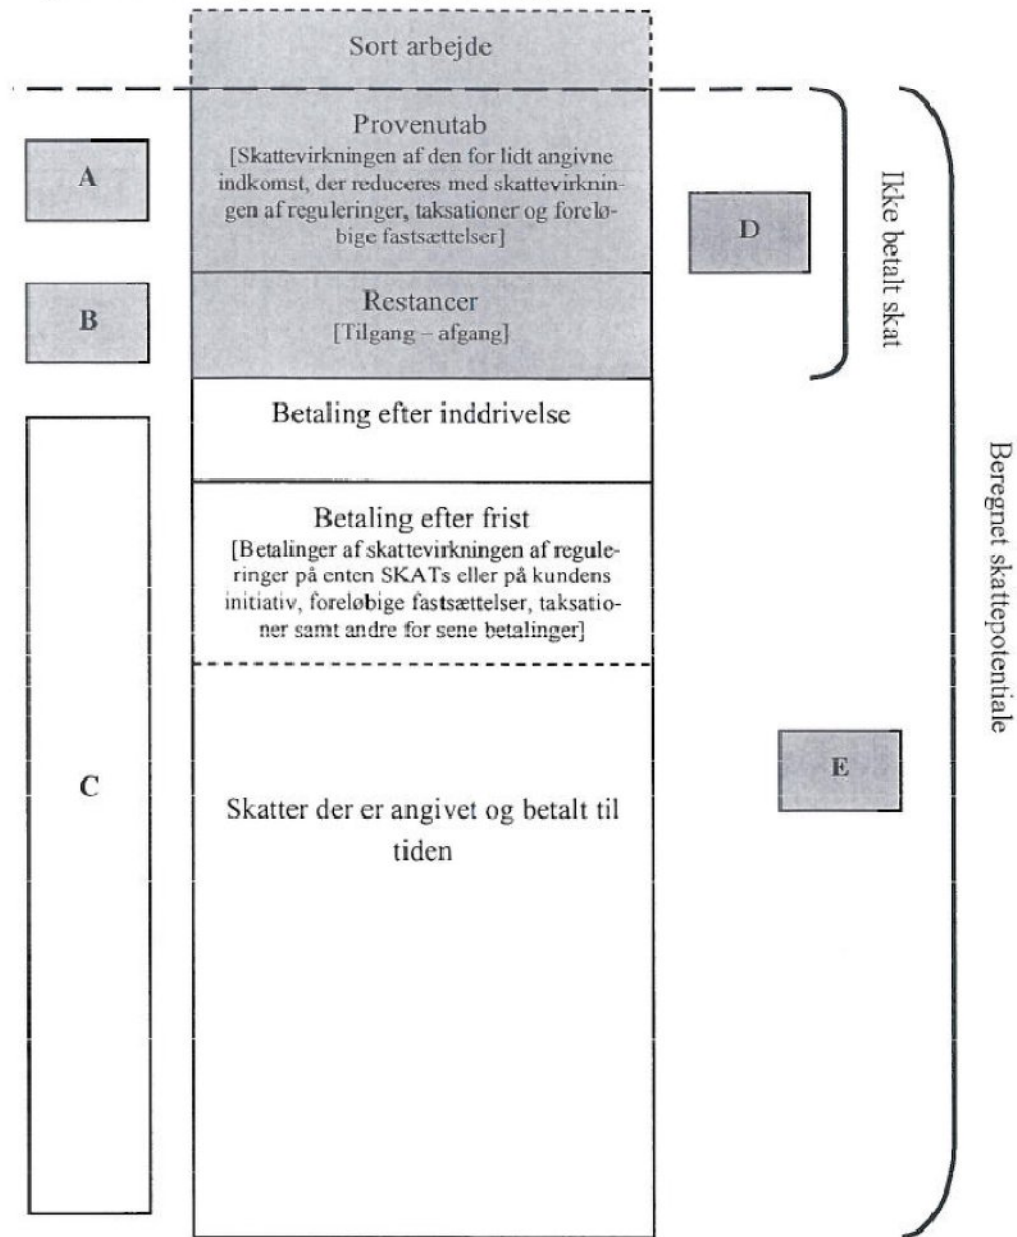 Sort arbejde
A
Provenutab
[Skattevirkningen af den for lidt angivne
indkomst, der reduceres med skattevirknin-
gen af reguleringer, taksationer og forelø-
bige fastsættelser]
D
Ikke betalt skat
B
Restancer
[Tilgang – afgang]
Betaling efter inddrivelse
Betaling efter frist
[Betalinger af skattevirkningen af regule-
ringer på enten SKATs eller på kundens
initiativ, foreløbige fastsættelser, taksatio-
ner samt andre for sene betalinger]
Beregnet skattepotentiale
C
Skatter der er angivet og betalt til
tiden
E